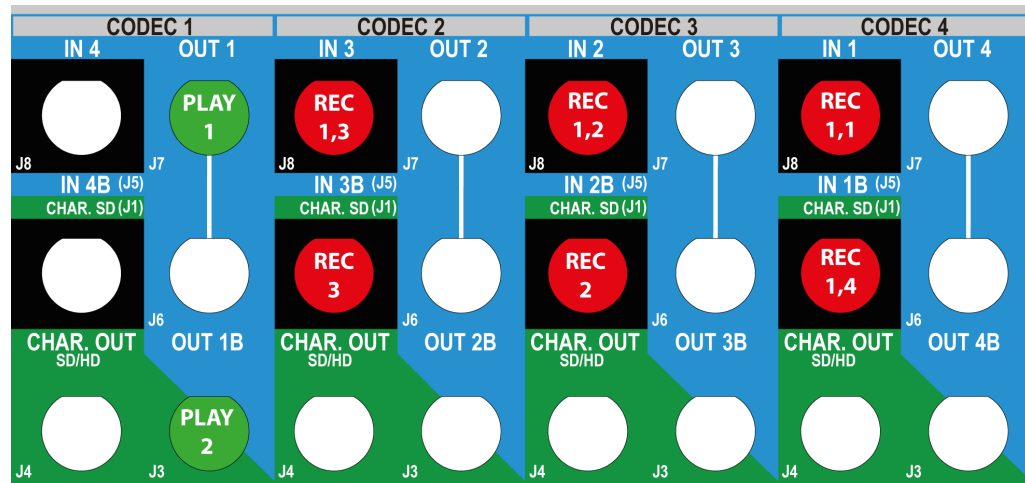 CODEC 1 CODEC 2 CODEC 3 CODEC 4
IN 4 OUT 1 IN 3 OUT 2 IN 2 OUT 3 IN 1 OUT 4
PLAY REC REC REC
1 1,3 1,2 1,1
J8 J7 J8 J7 J8 J7 J8 J7
IN 4B (J5) IN 3B (J5) IN 2B (J5) IN 1B (J5)
CHAR. SD (J1) CHAR. SD (J1) CHAR. SD (J1) CHAR. SD (J1)
REC REC REC
3 2 1,4
J6 J6 J6 J6
CHAR. OUT OUT 1B CHAR. OUT OUT 2B CHAR. OUT OUT 3B CHAR. OUT OUT 4B
SD/HD SD/HD SD/HD SD/HD
PLAY
2
J4 J3 J4 J3 J4 J3 J4 J3